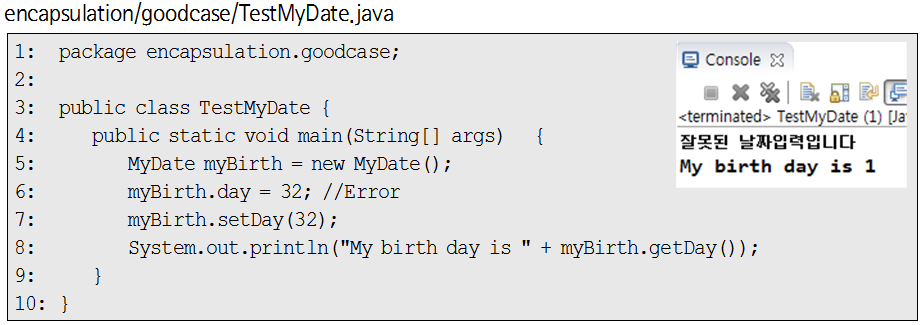 encapsulation/goodcase/TestMyDate.java
1: package encapsulation.goodcase;
2:
3: public class TestMyDate {
4: public static void main(String[] args) {
5: MyDate myBirth = new MyDate();
6: myBirth.day = 32; //Error
7: myBirth.setDay(32);
8: System.out.println("My birth day is " + myBirth.getDay());
9: }
10: }
Console
<terminated> TestMyDate (1) [Ja
잘못된 날짜입력입니다
My birth day is 1